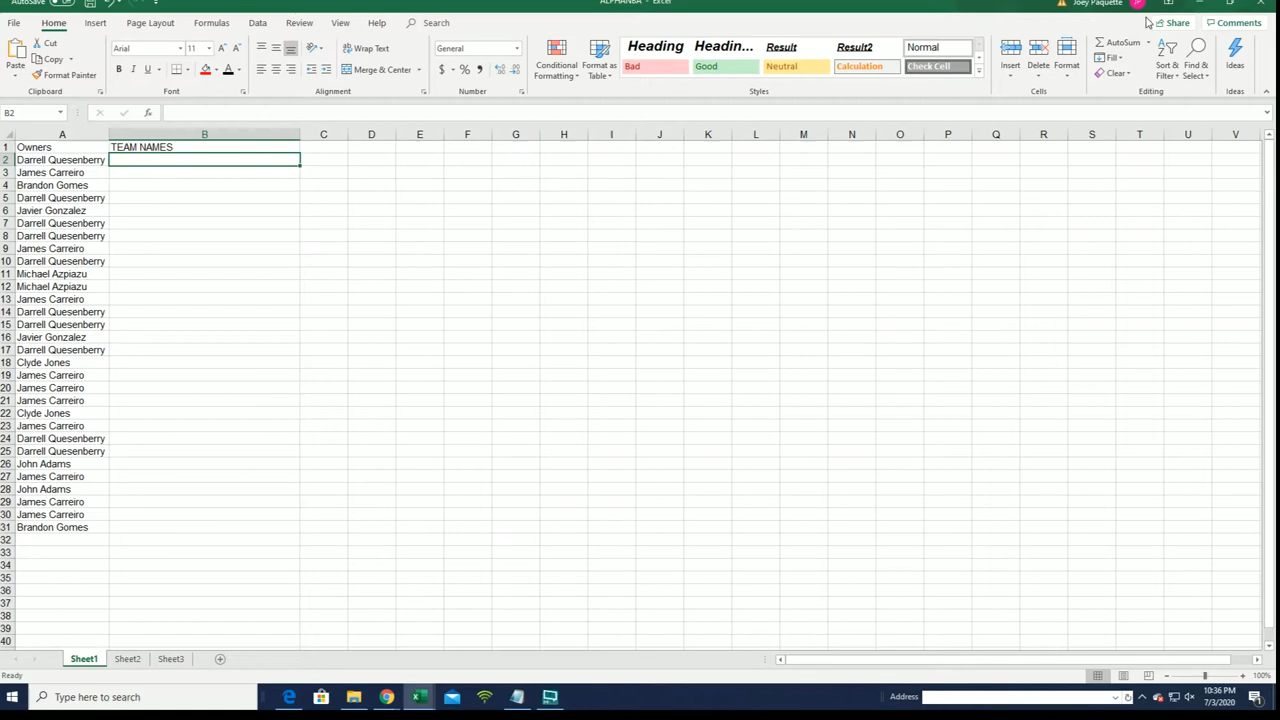 AutoSave Off ALPHANBA - Excel Joey Paquette JP
File Home Insert Page Layout Formulas Data Review View Help Search Share Comments
Paste Cut Copy Format Painter Clipboard
Arial 11 A A B I U A Font
Wrap Text Merge & Center Alignment
General $ % , Number
Conditional Formatting Format as Table
Heading Headin... Result Result2 Normal
Bad Good Neutral Calculation Check Cell
Styles
Insert Delete Format Cells
AutoSum Fill Clear Sort & Filter Find & Select Editing
Ideas Ideas
B2 fx
A B C D E F G H I J K L M N O P Q R S T U V
1 Owners TEAM NAMES
2 Darrell Quesenberry
3 James Carreiro
4 Brandon Gomes
5 Darrell Quesenberry
6 Javier Gonzalez
7 Darrell Quesenberry
8 Darrell Quesenberry
9 James Carreiro
10 Darrell Quesenberry
11 Michael Azpiazu
12 Michael Azpiazu
13 James Carreiro
14 Darrell Quesenberry
15 Darrell Quesenberry
16 Javier Gonzalez
17 Darrell Quesenberry
18 Clyde Jones
19 James Carreiro
20 James Carreiro
21 James Carreiro
22 Clyde Jones
23 James Carreiro
24 Darrell Quesenberry
25 Darrell Quesenberry
26 John Adams
27 James Carreiro
28 John Adams
29 James Carreiro
30 James Carreiro
31 Brandon Gomes
32
33
34
35
36
37
38
39
40
Sheet1 Sheet2 Sheet3
Ready 100%
Type here to search Address 10:36 PM
7/3/2020